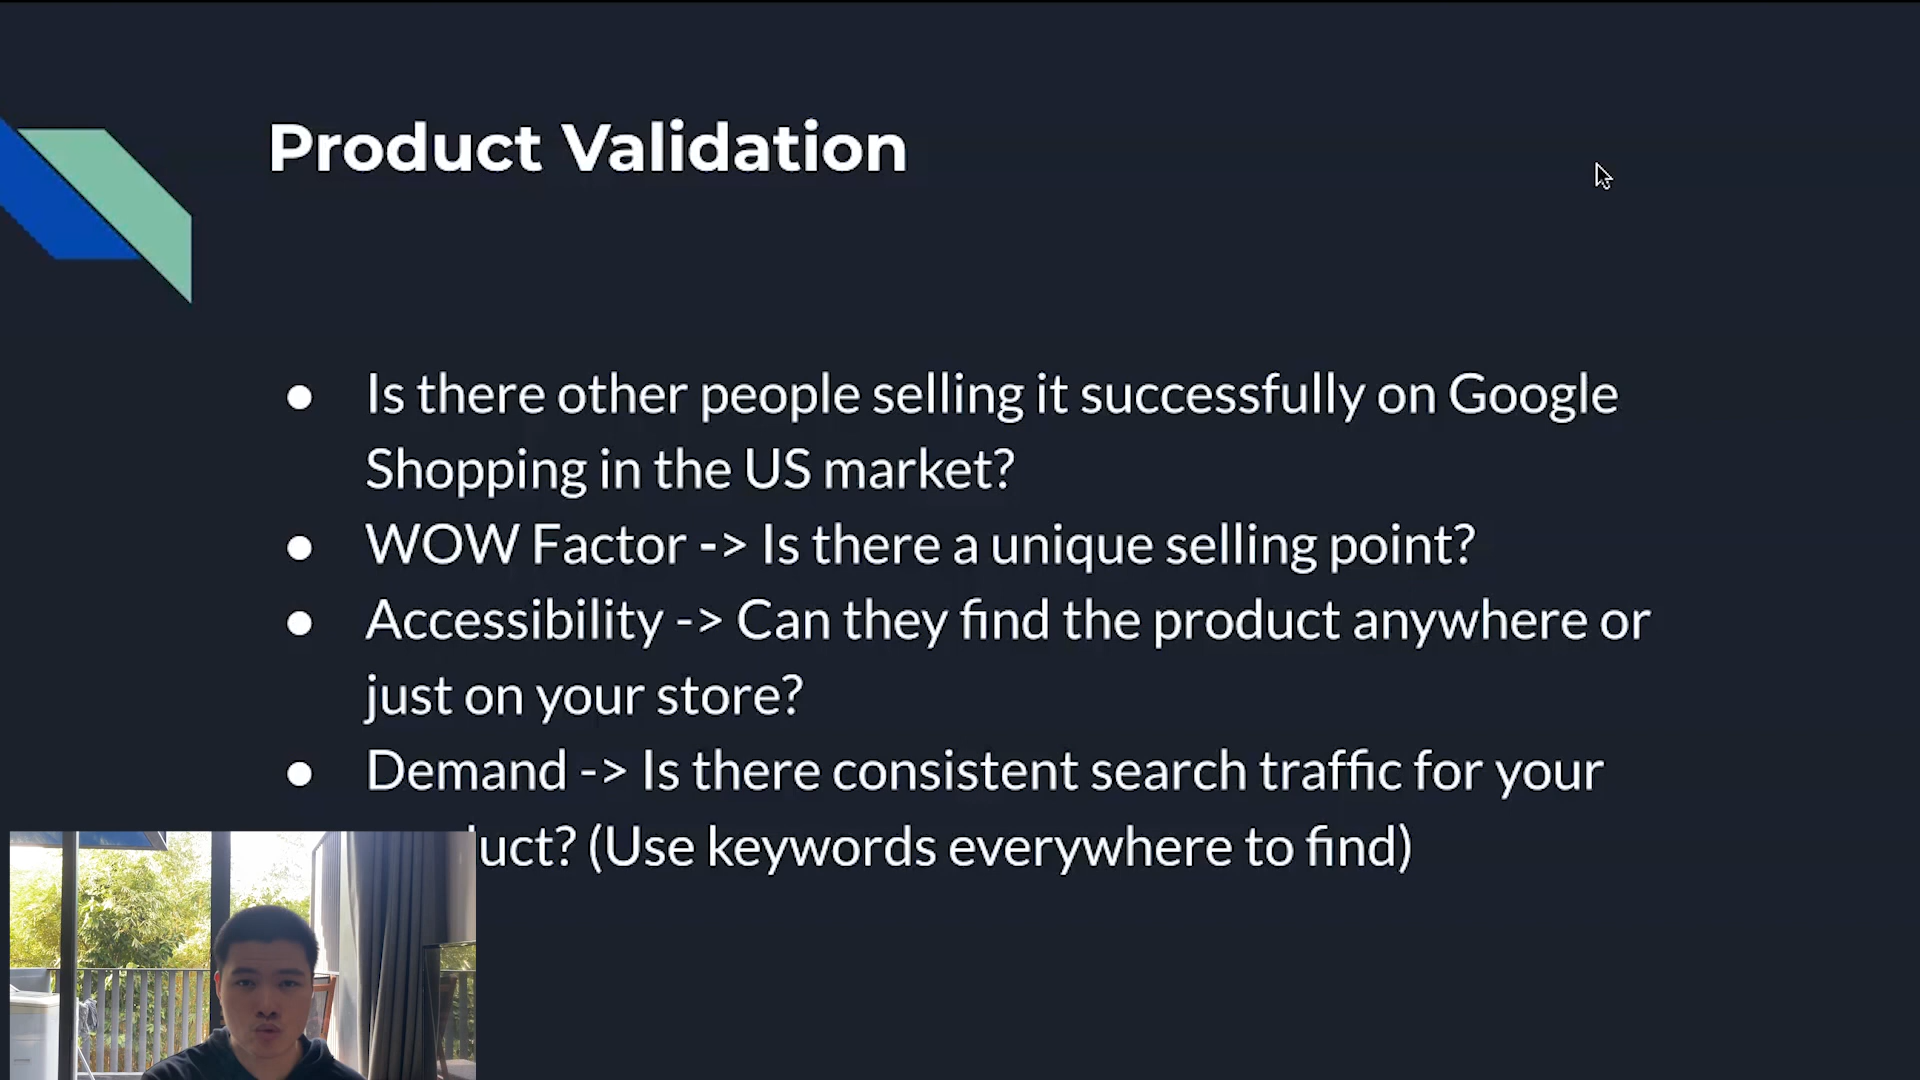 Product Validation
● Is there other people selling it successfully on Google
Shopping in the US market?
● WOW Factor -> Is there a unique selling point?
● Accessibility -> Can they find the product anywhere or
just on your store?
● Demand -> Is there consistent search traffic for your
uct? (Use keywords everywhere to find)